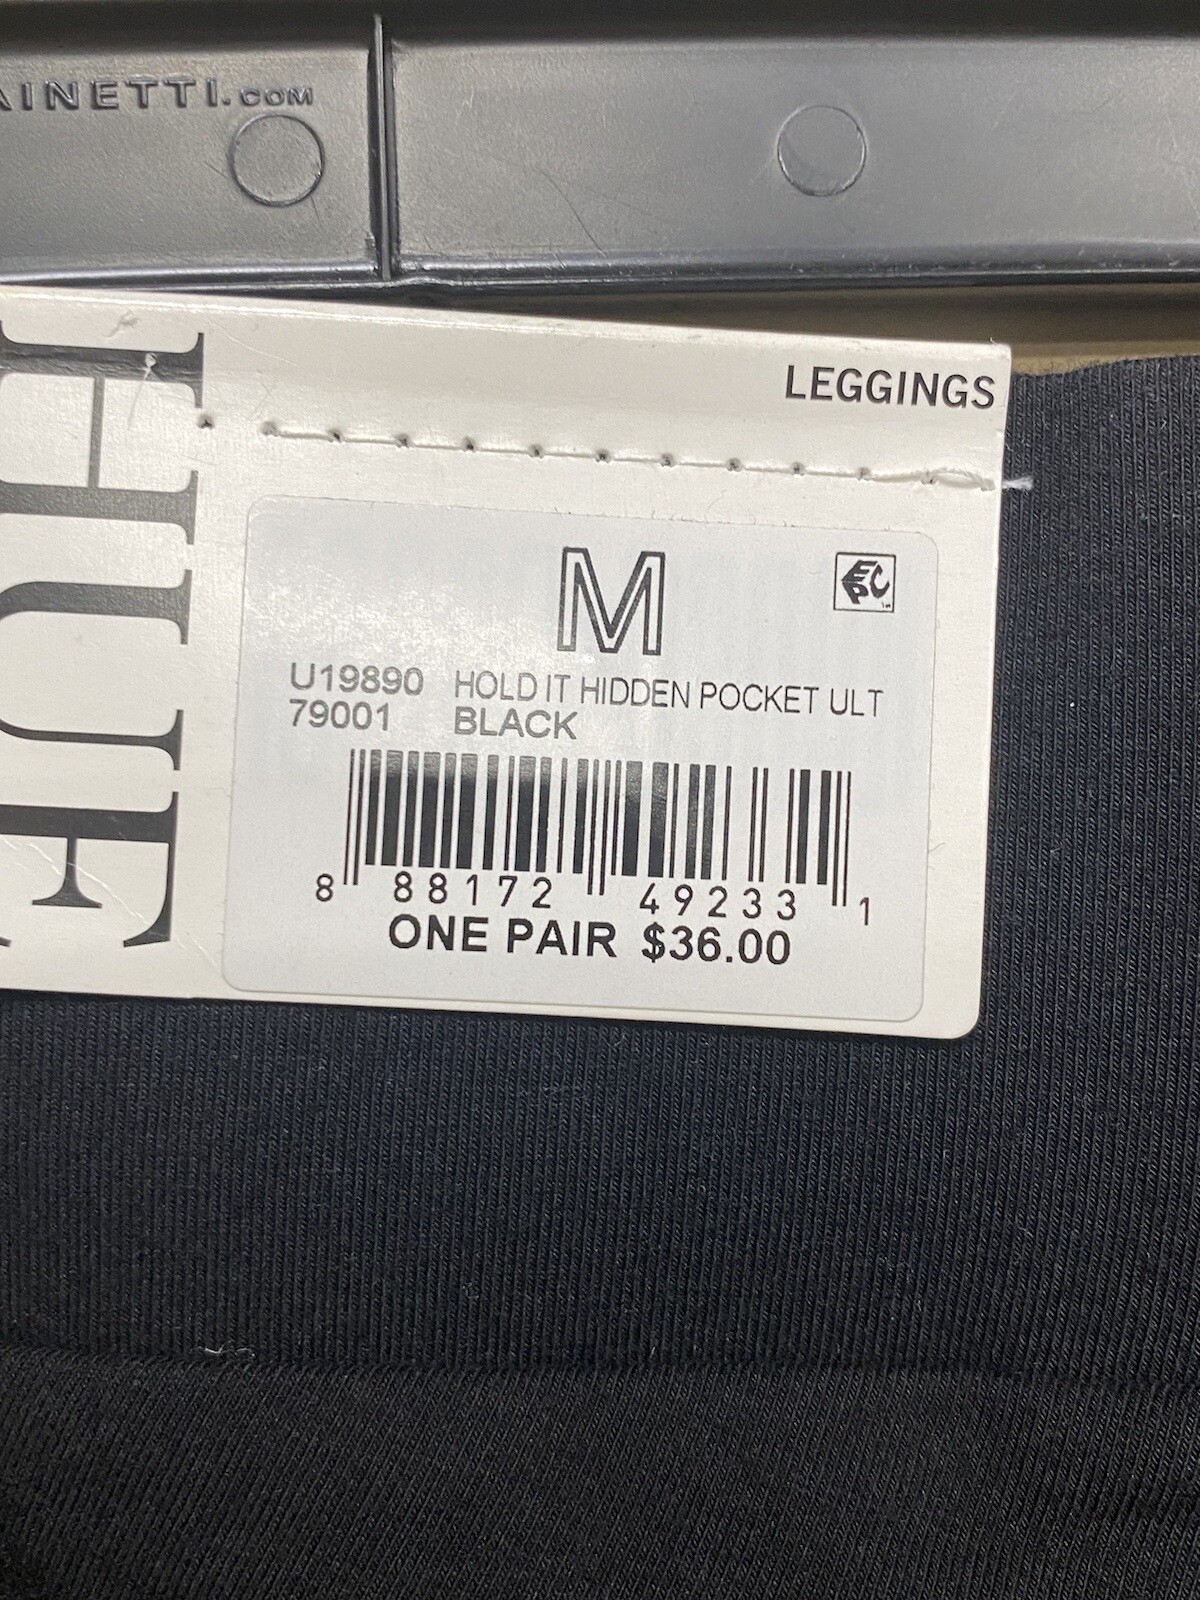 AINETTI.COM
HUE
LEGGINGS
M
EPC
U19890 HOLD IT HIDDEN POCKET ULT
79001 BLACK
8 88172 49233 1
ONE PAIR $36.00